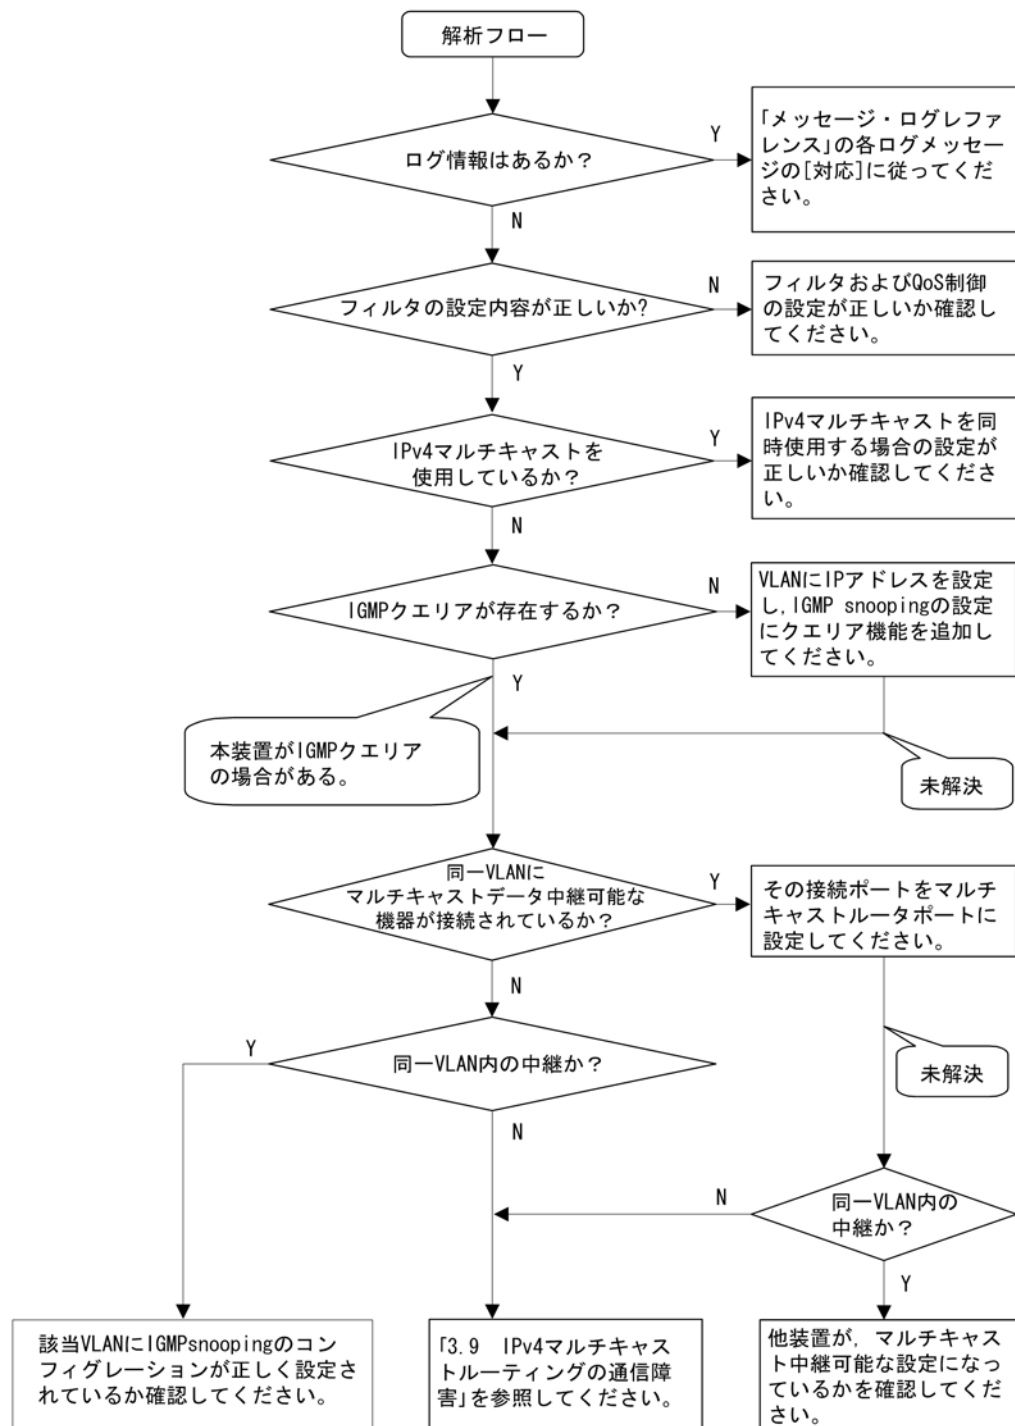 解析フロー
ログ情報はあるか？
Y
「メッセージ・ログレファ
レンス」の各ログメッセー
ジの[対応]に従ってくだ
さい。
N
フィルタの設定内容が正しいか?
N
フィルタおよびQoS制御
の設定が正しいか確認し
てください。
Y
IPv4マルチキャストを
使用しているか？
Y
IPv4マルチキャストを同
時使用する場合の設定が
正しいか確認してくださ
い。
N
IGMPクエリアが存在するか？
N
VLANにIPアドレスを設定
し,IGMP snoopingの設定
にクエリア機能を追加し
てください。
Y
本装置がIGMPクエリア
の場合がある。
未解決
同一VLANに
マルチキャストデータ中継可能な
機器が接続されているか？
Y
その接続ポートをマルチ
キャストルータポートに
設定してください。
N
同一VLAN内の中継か？
Y
未解決
N
同一VLAN内の
中継か？
N
Y
該当VLANにIGMPsnoopingのコン
フィグレーションが正しく設定さ
れているか確認してください。
「3.9 IPv4マルチキャス
トルーティングの通信障
害」を参照してください。
他装置が, マルチキャス
ト中継可能な設定になっ
ているかを確認してくだ
さい。